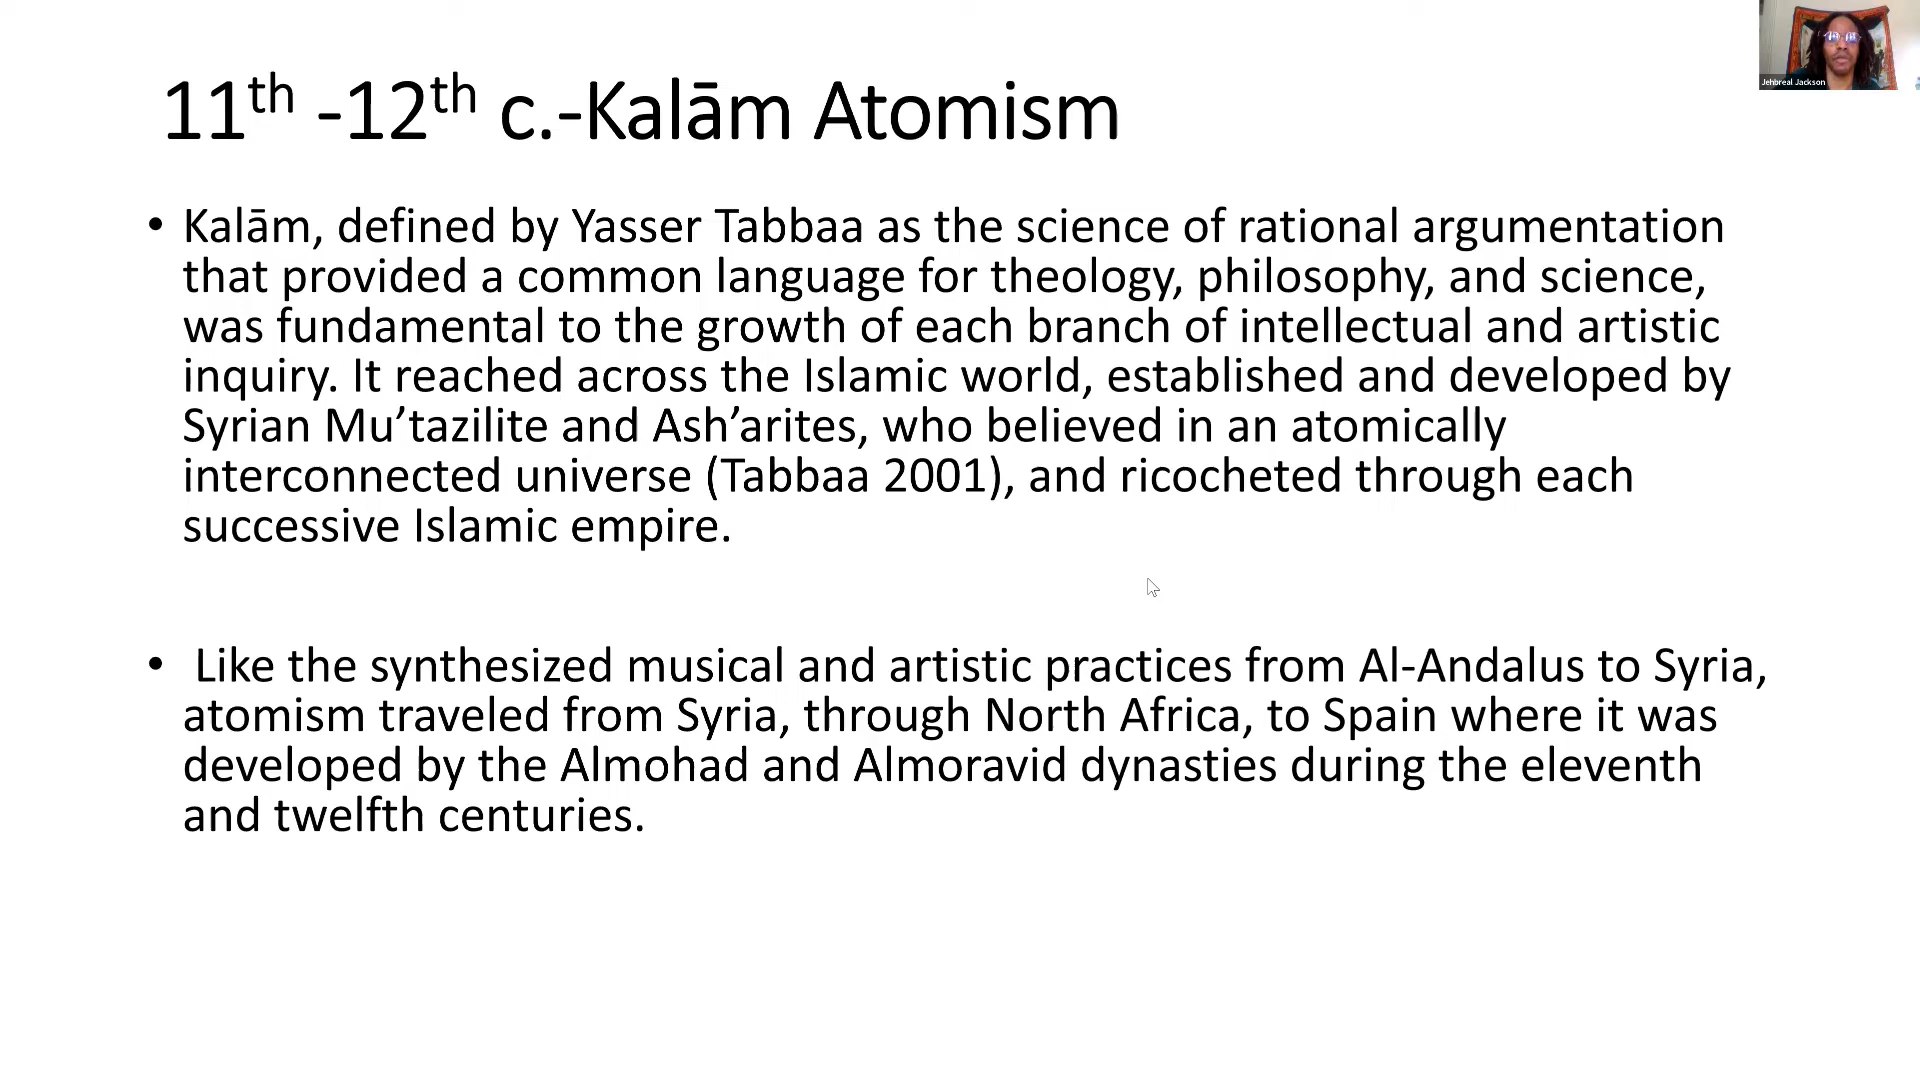 Jehbreal Jackson
11th -12th c.-Kalām Atomism
• Kalām, defined by Yasser Tabbaa as the science of rational argumentation
that provided a common language for theology, philosophy, and science,
was fundamental to the growth of each branch of intellectual and artistic
inquiry. It reached across the Islamic world, established and developed by
Syrian Mu’tazilite and Ash’arites, who believed in an atomically
interconnected universe (Tabbaa 2001), and ricocheted through each
successive Islamic empire.
• Like the synthesized musical and artistic practices from Al-Andalus to Syria,
atomism traveled from Syria, through North Africa, to Spain where it was
developed by the Almohad and Almoravid dynasties during the eleventh
and twelfth centuries.